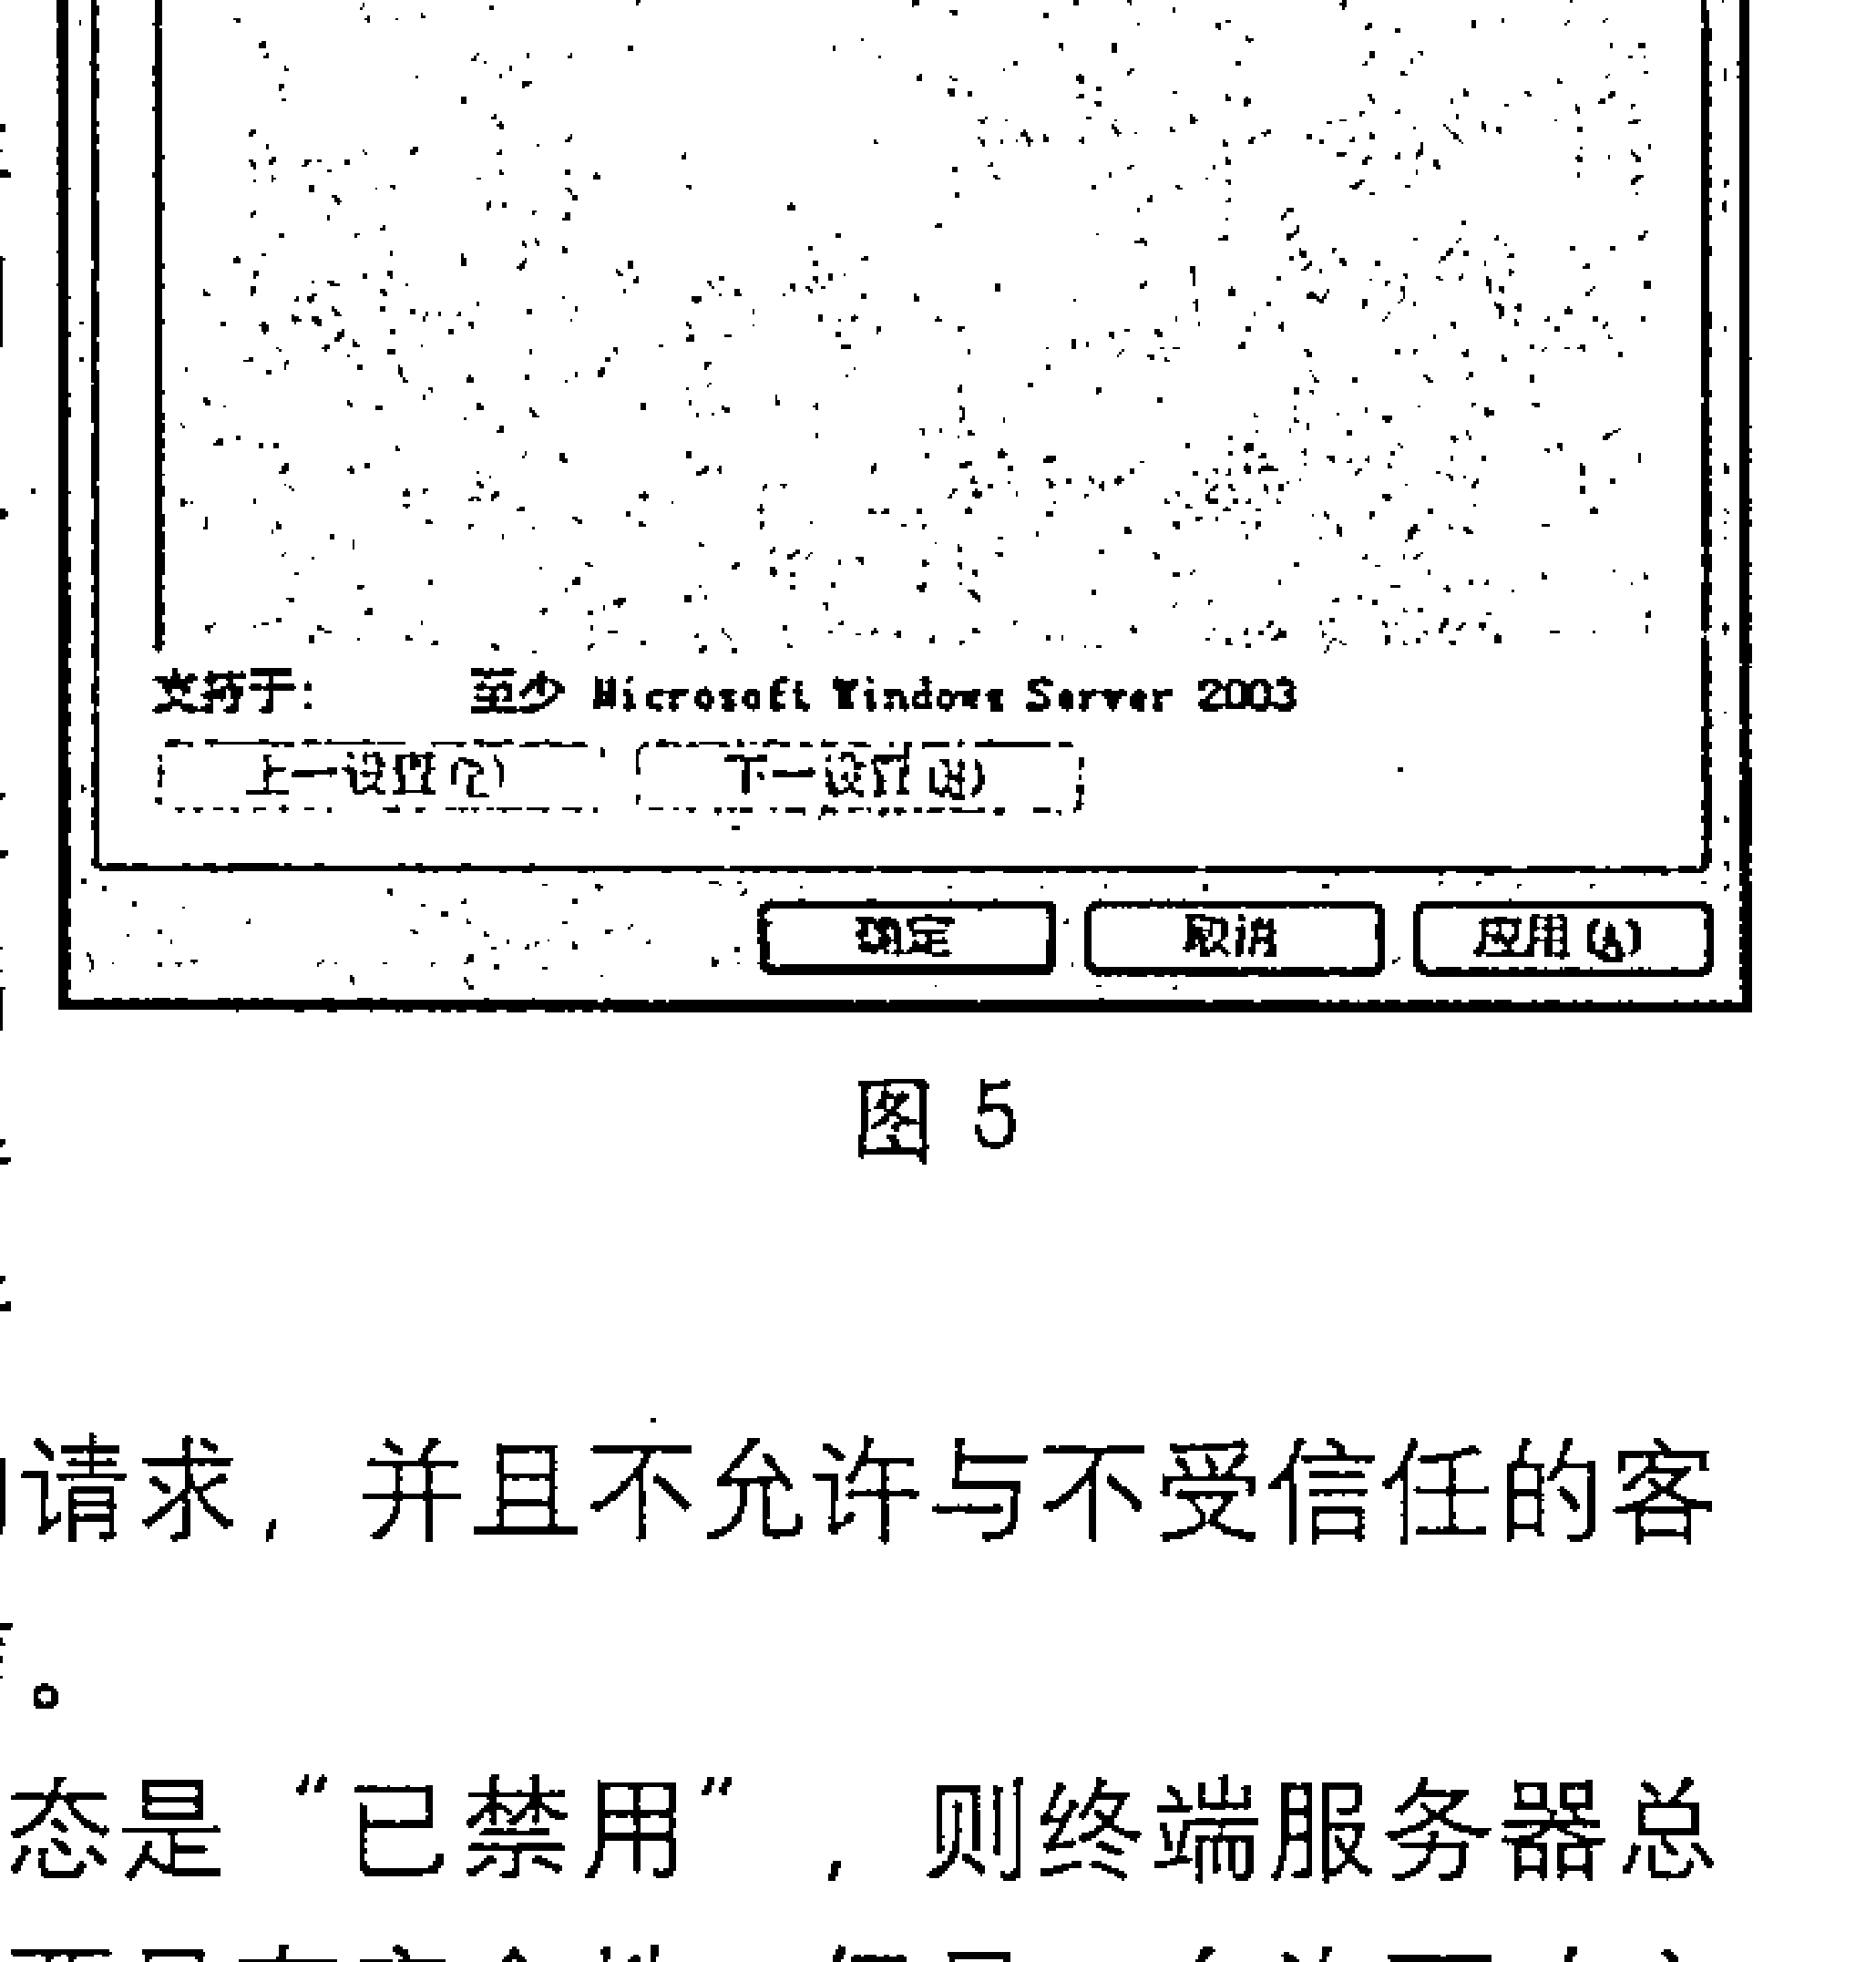 支持于: 至少 Microsoft Windows Server 2003
上一设置(P) 下一设置(N)
确定 取消 应用(A)
图 5
请求，并且不允许与不受信任的客
。
态是“已禁用”，则终端服务器总